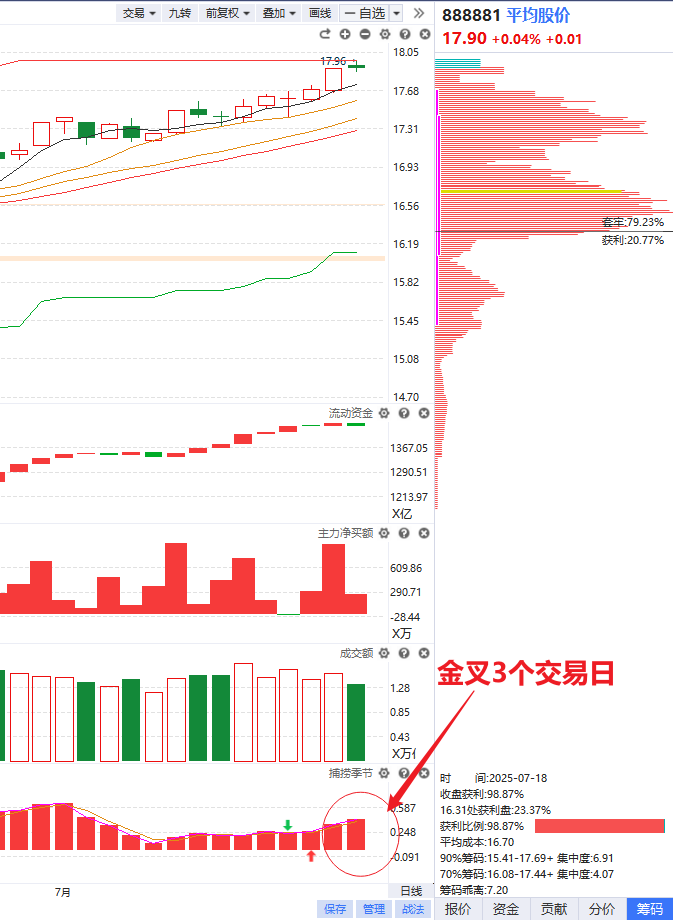 交易 九转 前复权 叠加 画线 一自选
888881 平均股价
17.90 +0.04% +0.01
17.96
18.05
17.68
17.31
16.93
16.56
16.19
15.82
15.45
15.08
14.70
套牢:79.23%
获利:20.77%
流动资金
1367.05
1290.51
1213.97
X亿
主力净买额
609.86
290.71
-28.44
X万
成交额
1.28
0.85
0.43
X万亿
金叉3个交易日
捕捞季节
0.587
0.248
-0.091
7月
日线
保存 管理 战法
时 间:2025-07-18
收盘获利:98.87%
16.31处获利盘:23.37%
获利比例:98.87%
平均成本:16.70
90%筹码:15.41-17.69+ 集中度:6.91
70%筹码:16.08-17.44+ 集中度:4.07
筹码乖离:7.20
报价 资金 贡献 分价 筹码